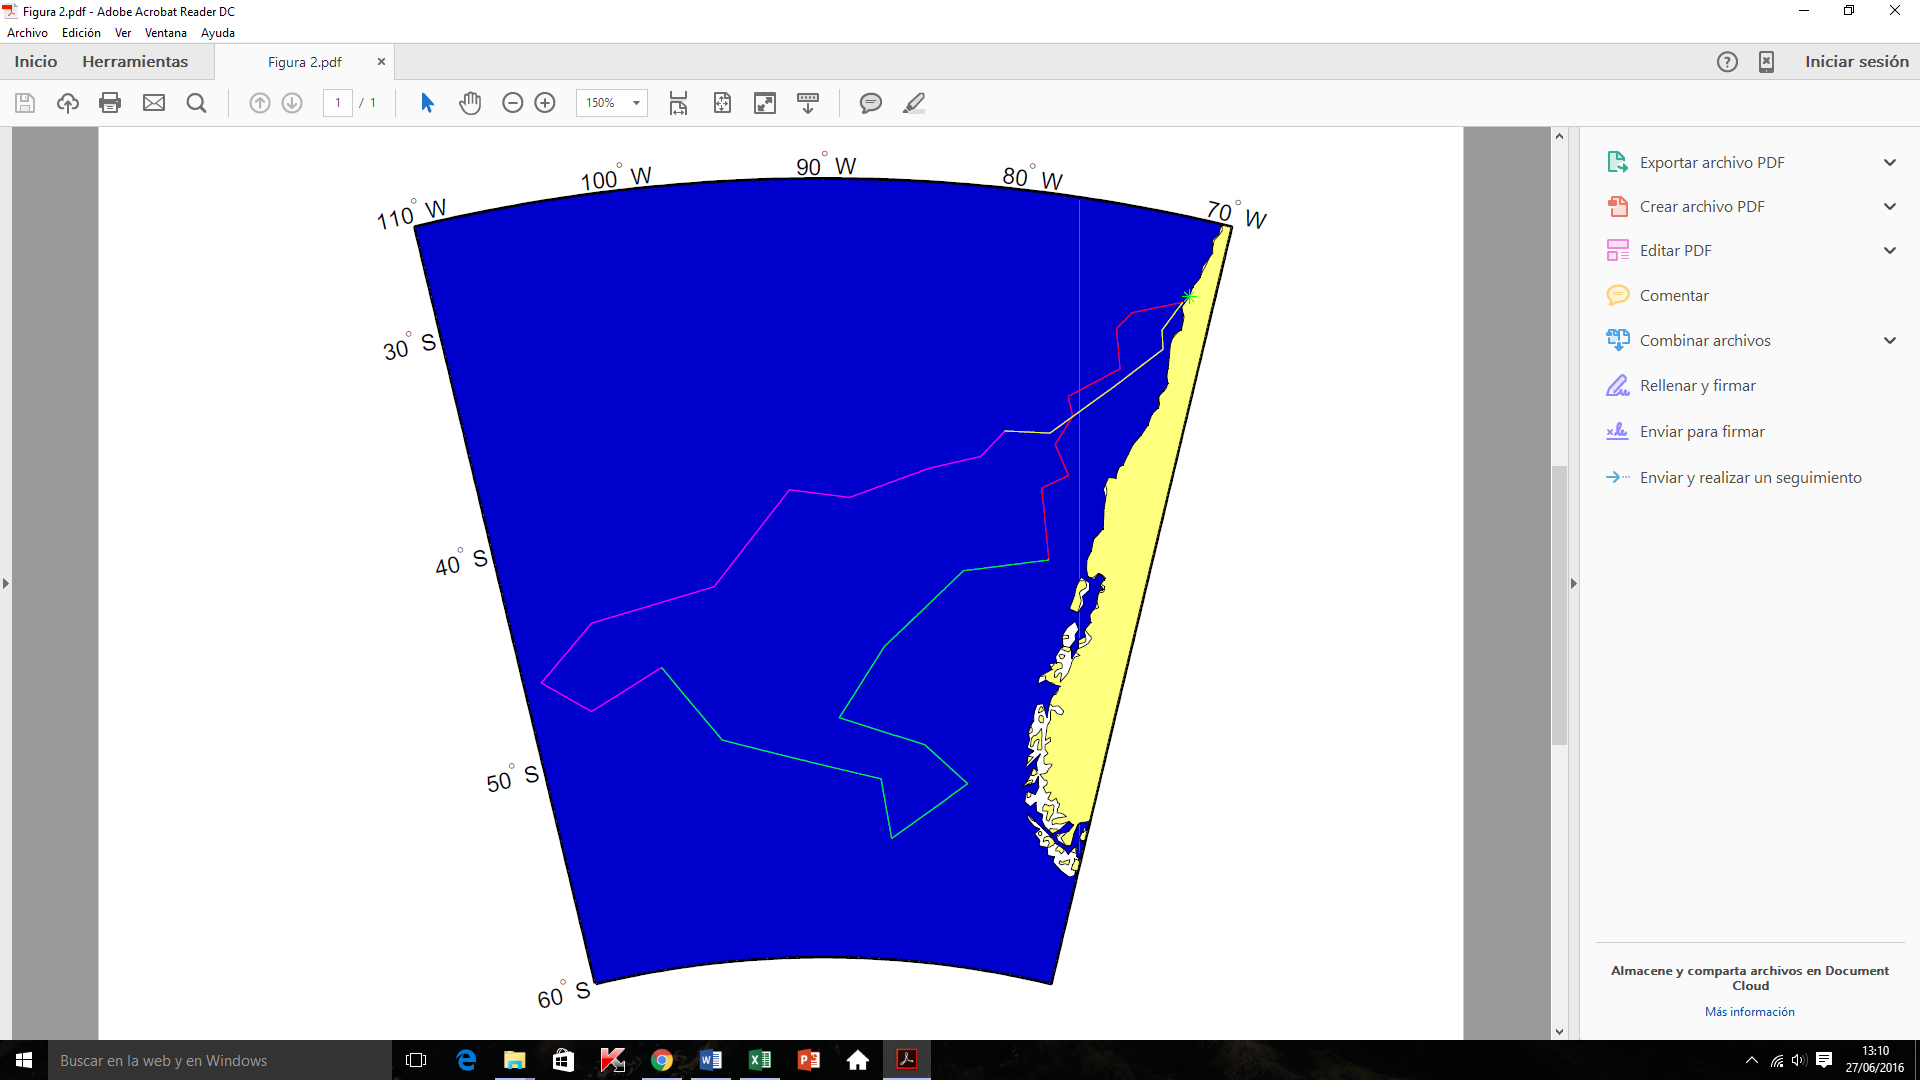 Figura 2.pdf - Adobe Acrobat Reader DC
Archivo Edición Ver Ventana Ayuda
Inicio Herramientas Figura 2.pdf × Iniciar sesión
1 / 1 150%
110° W 100° W 90° W 80° W 70° W
30° S
40° S
50° S
60° S
Exportar archivo PDF
Crear archivo PDF
Editar PDF
Comentar
Combinar archivos
Rellenar y firmar
Enviar para firmar
Enviar y realizar un seguimiento
Almacene y comparta archivos en Document
Cloud
Más información
Buscar en la web y en Windows
13:10
27/06/2016